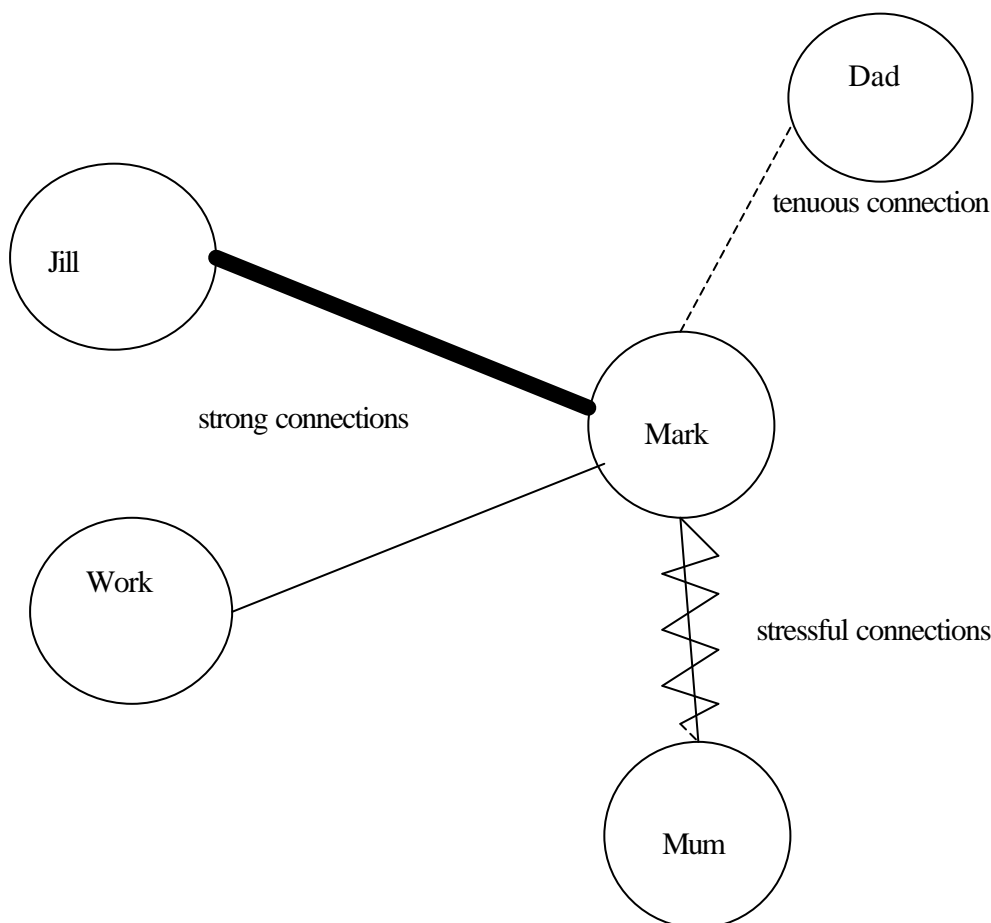 Dad
tenuous connection
Jill
strong connections
Mark
Work
stressful connections
Mum